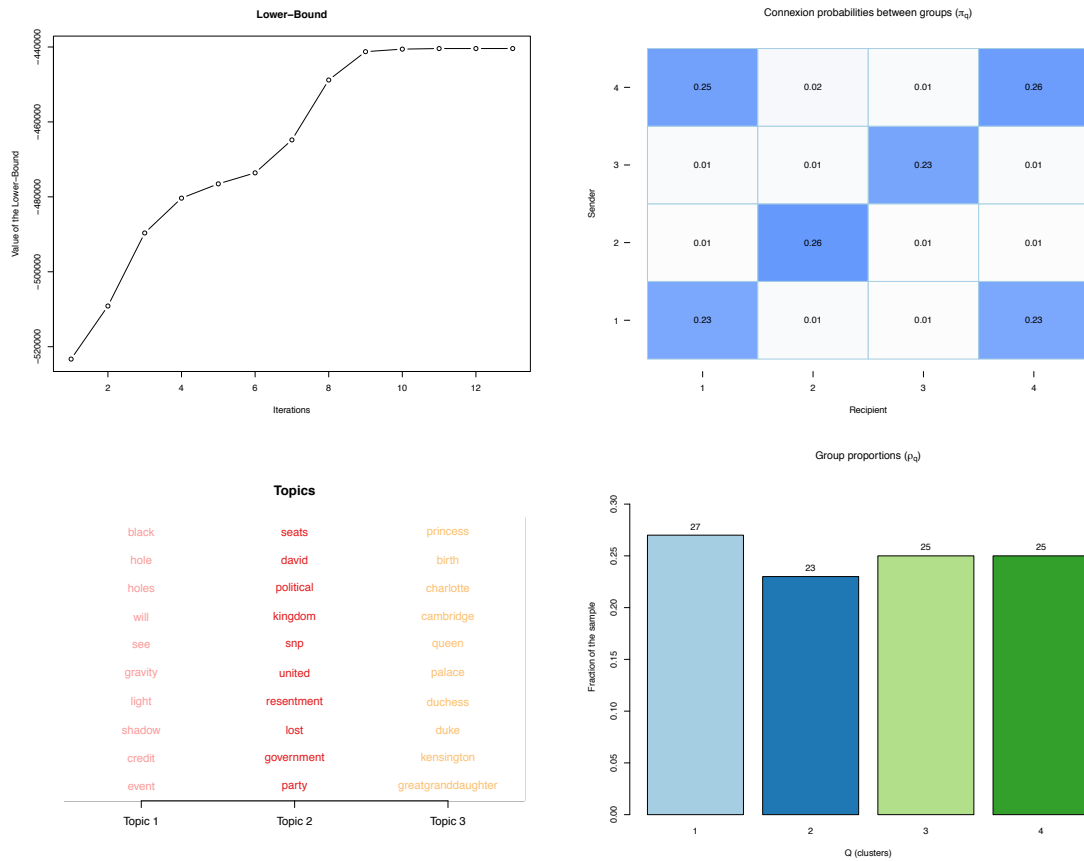 Lower−Bound
Value of the Lower−Bound
−440000
−460000
−480000
−500000
−520000
2 4 6 8 10 12
Iterations
Connexion probabilities between groups (πq)
Sender
4 0.25 0.02 0.01 0.26
3 0.01 0.01 0.23 0.01
2 0.01 0.26 0.01 0.01
1 0.23 0.01 0.01 0.23
1 2 3 4
Recipient
Topics
black seats princess
hole david birth
holes political charlotte
will kingdom cambridge
see snp queen
gravity united palace
light resentment duchess
shadow lost duke
credit government kensington
event party greatgranddaughter
Topic 1 Topic 2 Topic 3
Group proportions (ρq)
Fraction of the sample
0.30
0.25
0.20
0.15
0.10
0.05
0.00
27 23 25 25
1 2 3 4
Q (clusters)